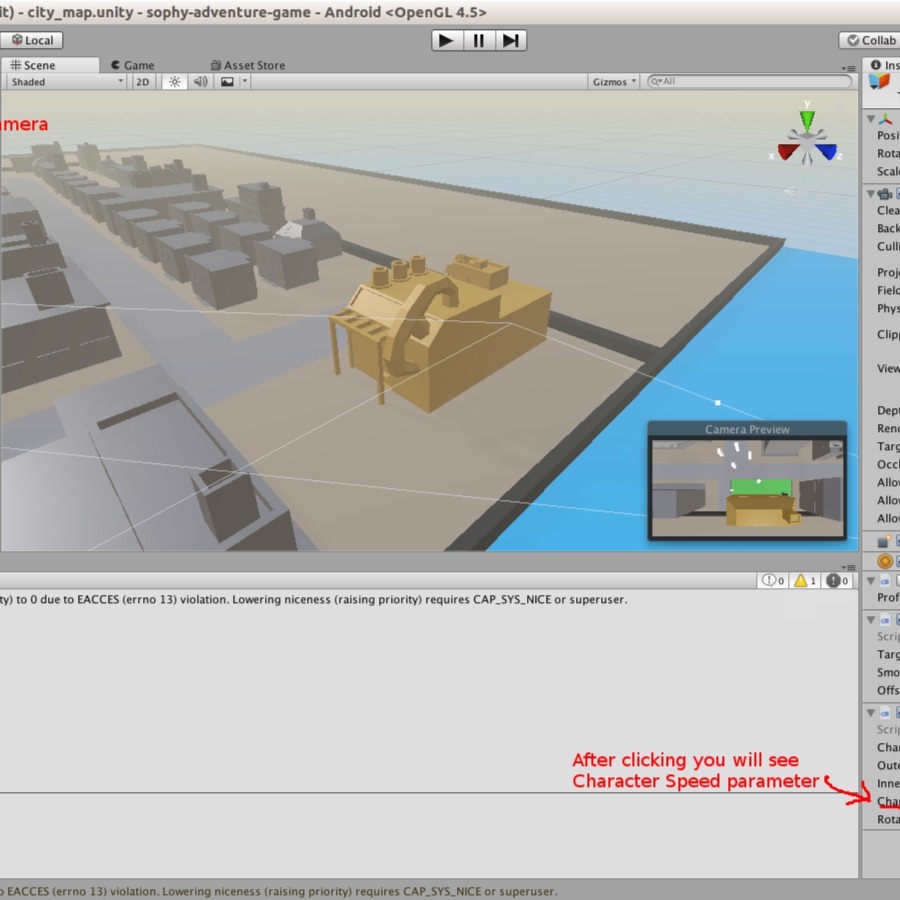 it) - city_map.unity - sophy-adventure-game - Android <OpenGL 4.5>
Local
Collab
Scene
Game
Asset Store
Ins
Shaded
2D
Gizmos
All
amera
y
x
z
Posi
Rota
Scale
Clea
Back
Culli
Proje
Field
Phys
Clipp
View
Dept
Rend
Targ
Occl
Allow
Allow
Allow
Camera Preview
0
1
0
ty) to 0 due to EACCES (errno 13) violation. Lowering niceness (raising priority) requires CAP_SYS_NICE or superuser.
Prof
Scrip
Targ
Smo
Offs
Scrip
Char
Oute
Inne
Char
Rota
After clicking you will see
Character Speed parameter
o EACCES (errno 13) violation. Lowering niceness (raising priority) requires CAP_SYS_NICE or superuser.